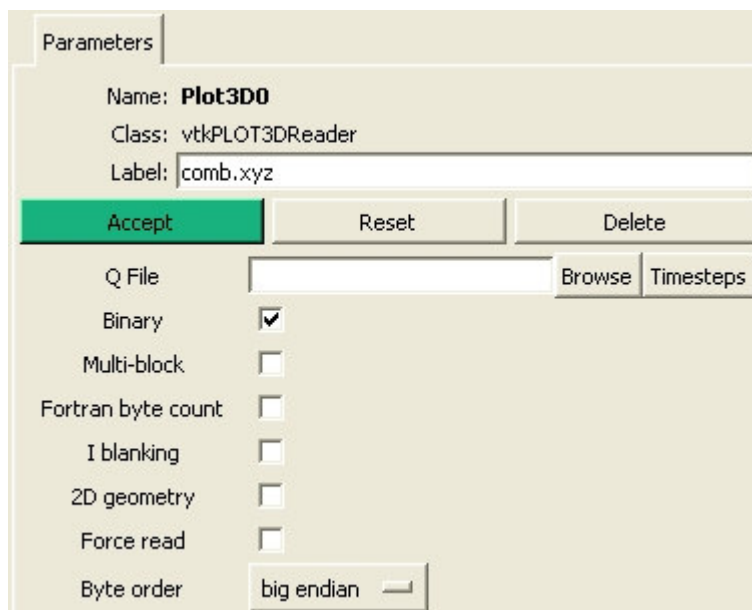 Parameters
Name: Plot3D0
Class: vtkPLOT3DReader
Label: comb.xyz
Accept Reset Delete
Q File Browse Timesteps
Binary
Multi-block
Fortran byte count
I blanking
2D geometry
Force read
Byte order big endian